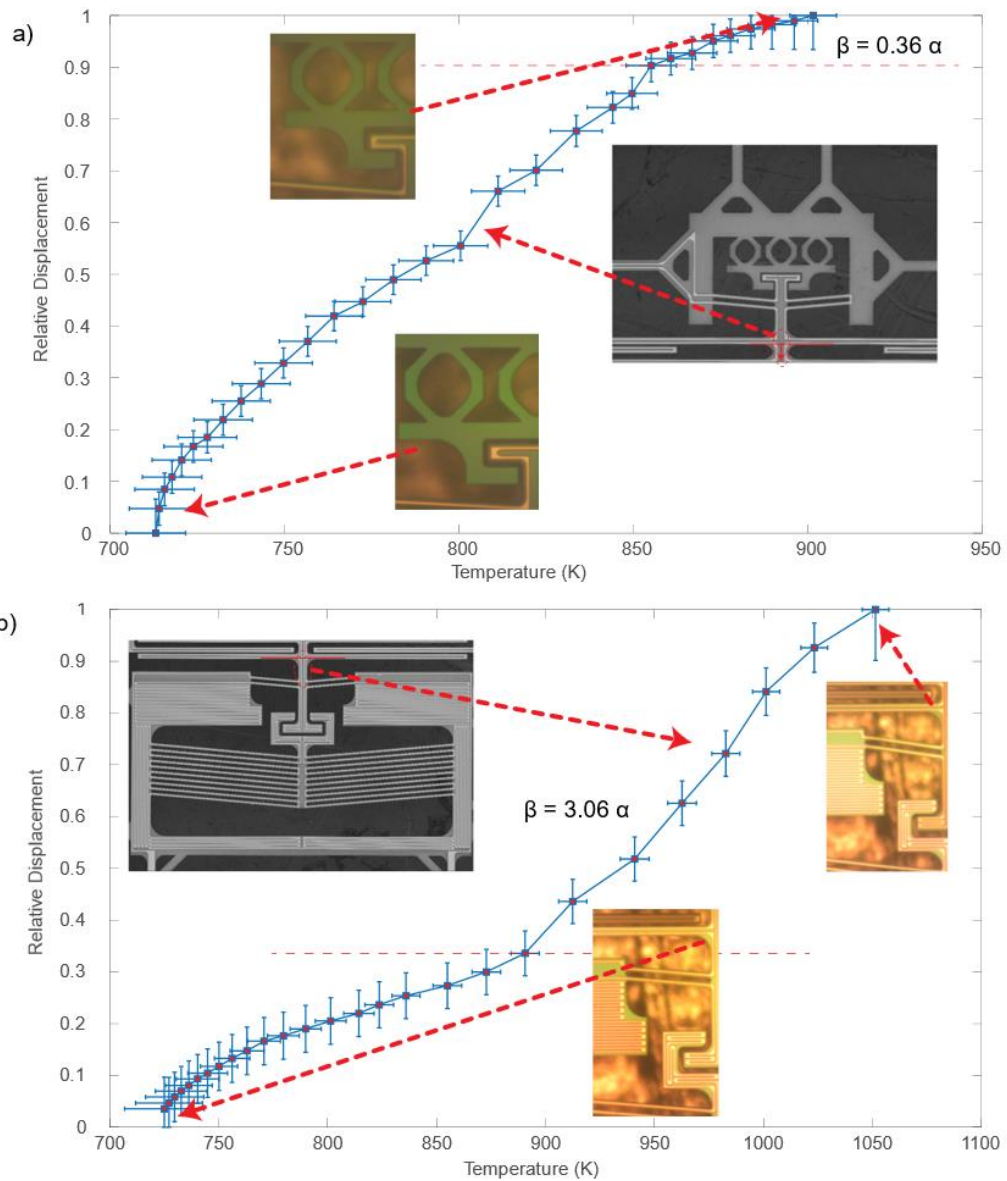 a)
1
0.9
0.8
0.7
0.6
0.5
0.4
0.3
0.2
0.1
0
Relative Displacement
β = 0.36 α
700 750 800 850 900 950
Temperature (K)
b)
1
0.9
0.8
0.7
0.6
0.5
0.4
0.3
0.2
0.1
0
Relative Displacement
β = 3.06 α
700 750 800 850 900 950 1000 1050 1100
Temperature (K)